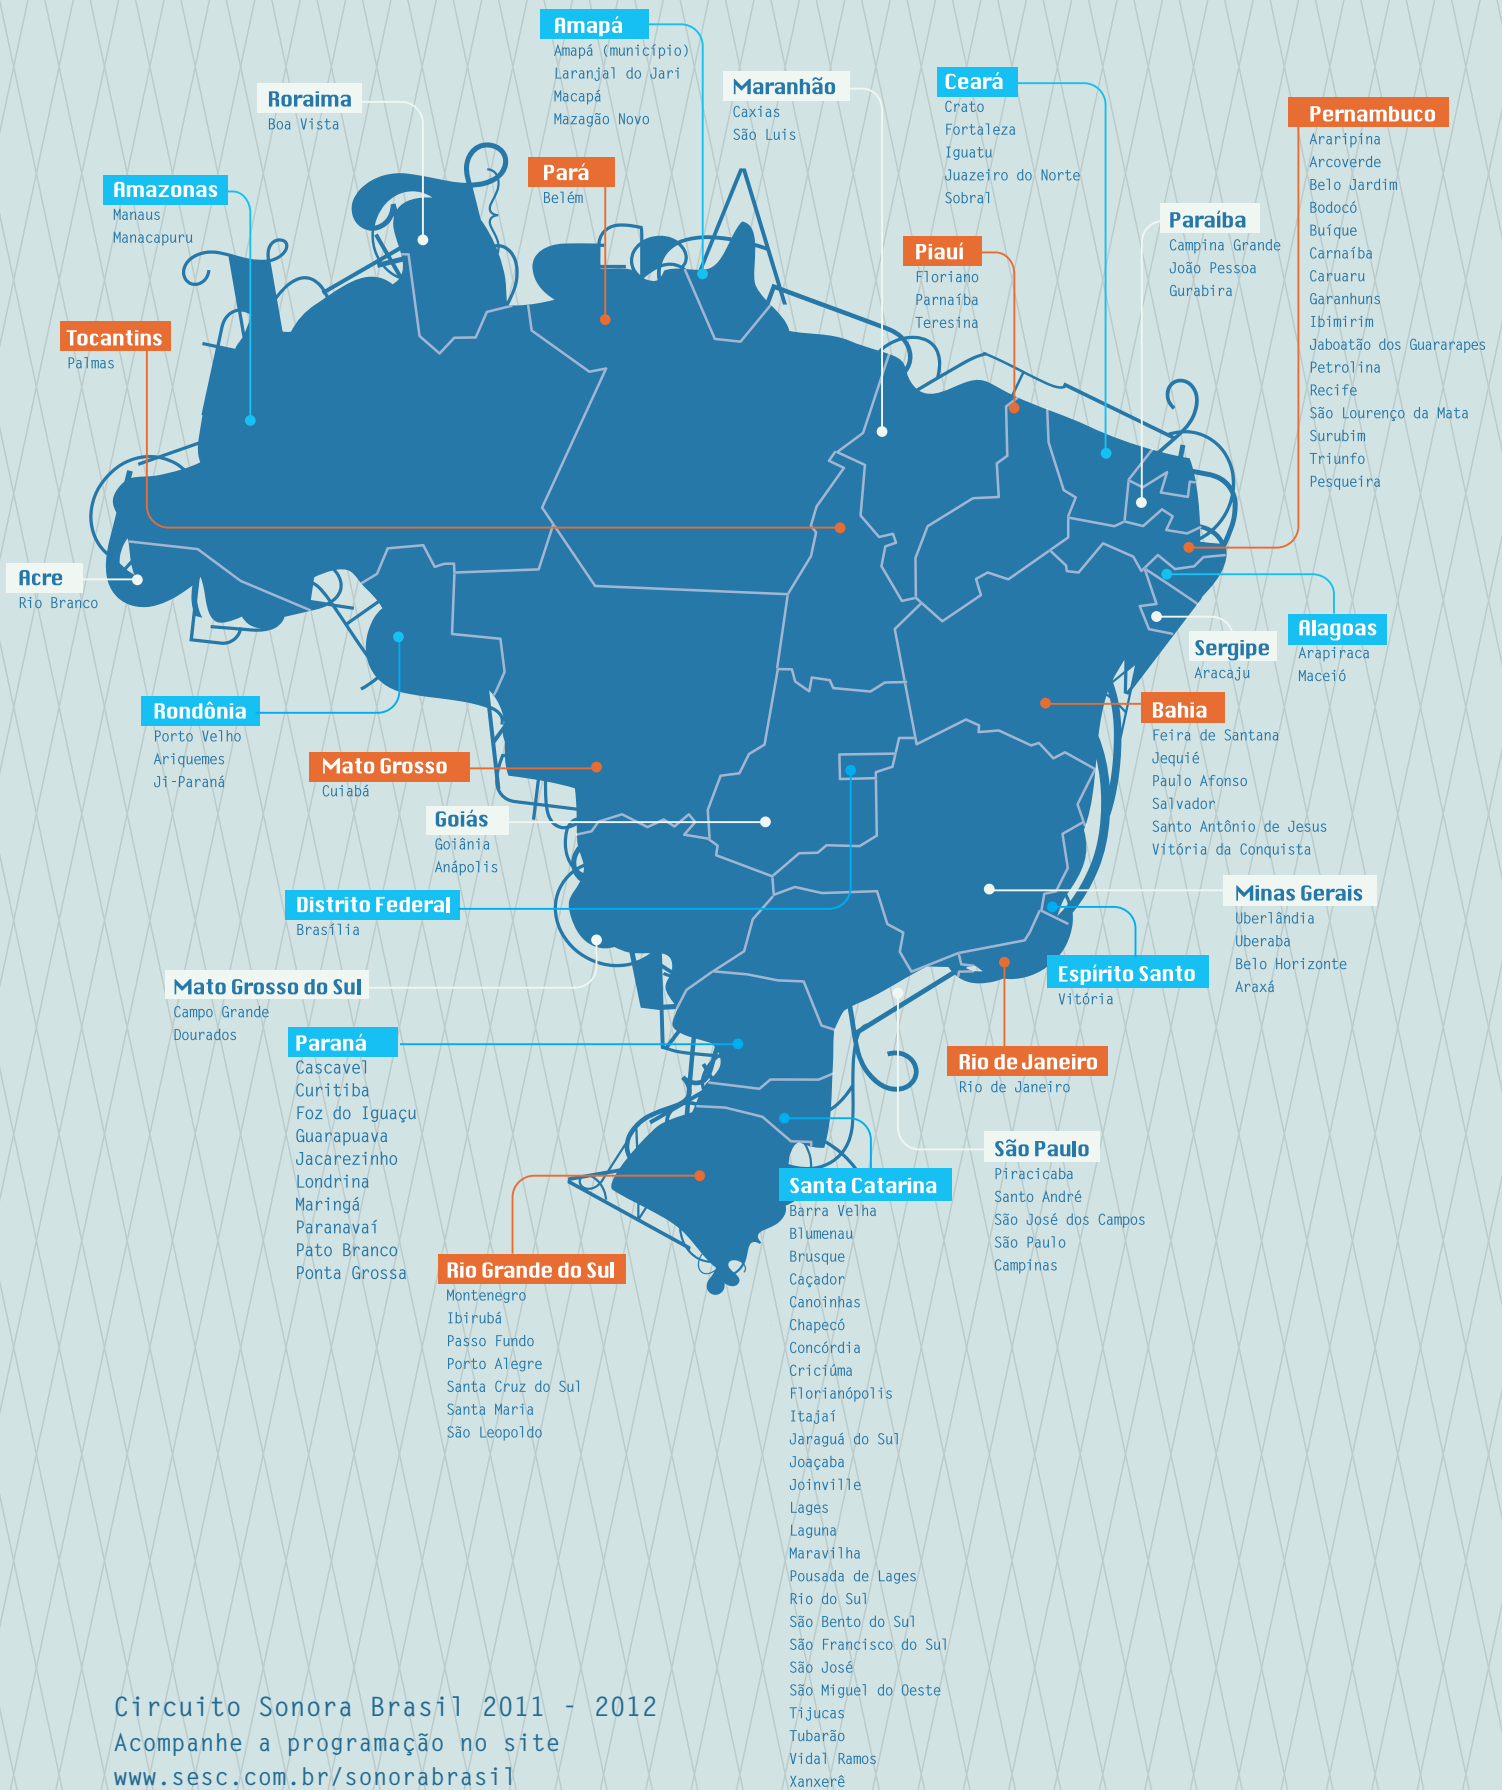 Amapá
Amapá (município)
Laranjal do Jari
Macapá
Mazagão Novo
Roraima
Boa Vista
Maranhão
Caxias
São Luis
Ceará
Crato
Fortaleza
Iguatu
Juazeiro do Norte
Sobral
Pernambuco
Araripina
Arcoverde
Belo Jardim
Bodocó
Buíque
Carnaíba
Caruaru
Garanhuns
Ibimirim
Jaboatão dos Guararapes
Petrolina
Recife
São Lourenço da Mata
Surubim
Triunfo
Pesqueira
Amazonas
Manaus
Manacapuru
Pará
Belém
Paraíba
Campina Grande
João Pessoa
Gurabira
Piauí
Floriano
Parnaíba
Teresina
Tocantins
Palmas
Acre
Rio Branco
Alagoas
Arapiraca
Maceió
Sergipe
Aracaju
Rondônia
Porto Velho
Ariquemes
Ji-Paraná
Bahia
Feira de Santana
Jequié
Paulo Afonso
Salvador
Santo Antônio de Jesus
Vitória da Conquista
Mato Grosso
Cuiabá
Goiás
Goiânia
Anápolis
Distrito Federal
Brasília
Minas Gerais
Uberlândia
Uberaba
Belo Horizonte
Araxá
Espírito Santo
Vitória
Mato Grosso do Sul
Campo Grande
Dourados
Paraná
Cascavel
Curitiba
Foz do Iguaçu
Guarapuava
Jacarezinho
Londrina
Maringá
Paranavaí
Pato Branco
Ponta Grossa
Rio de Janeiro
Rio de Janeiro
São Paulo
Piracicaba
Santo André
São José dos Campos
São Paulo
Campinas
Santa Catarina
Barra Velha
Blumenau
Brusque
Caçador
Canoinhas
Chapecó
Concórdia
Criciúma
Florianópolis
Itajaí
Jaraguá do Sul
Joaçaba
Joinville
Lages
Laguna
Maravilha
Pousada de Lages
Rio do Sul
São Bento do Sul
São Francisco do Sul
São José
São Miguel do Oeste
Tijucas
Tubarão
Vidal Ramos
Xanxerê
Rio Grande do Sul
Montenegro
Ibirubá
Passo Fundo
Porto Alegre
Santa Cruz do Sul
Santa Maria
São Leopoldo
Circuito Sonora Brasil 2011 - 2012
Acompanhe a programação no site
www.sesc.com.br/sonorabrasil